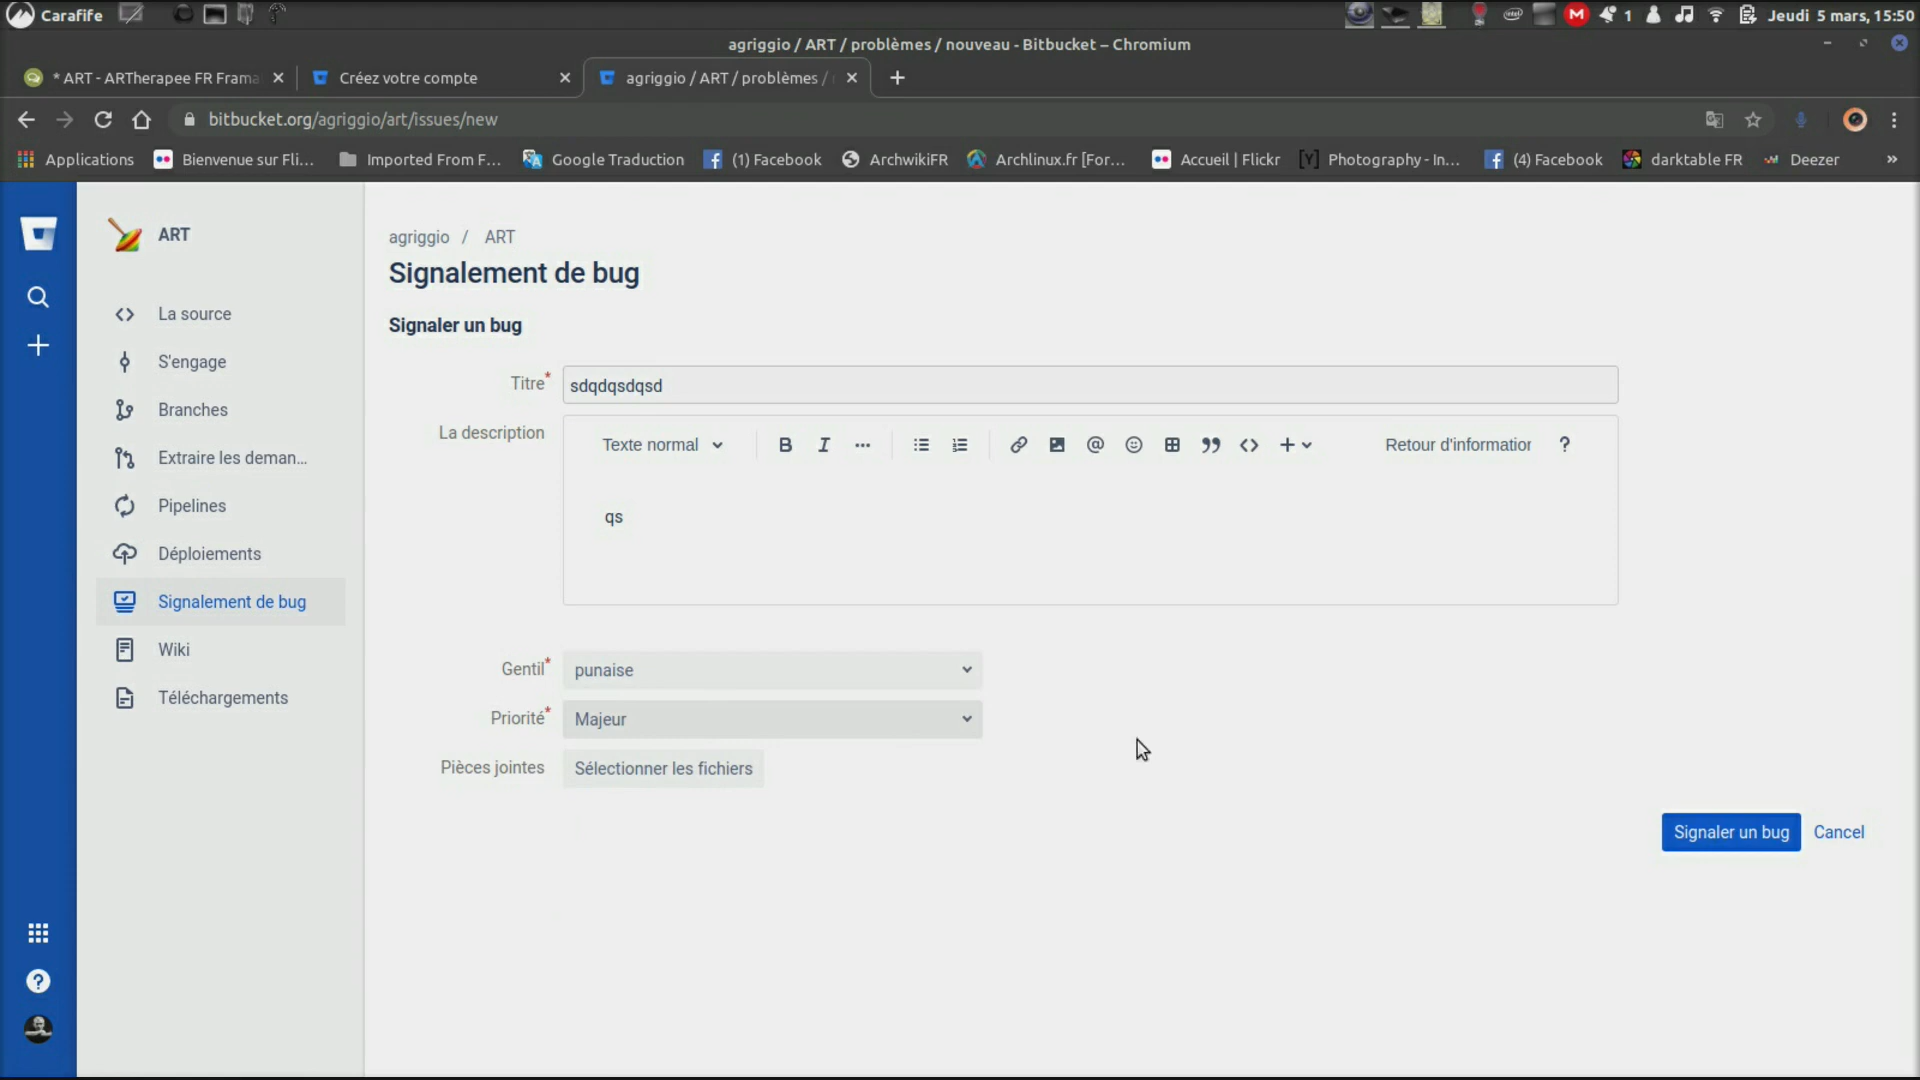 Carafife
1
Jeudi 5 mars, 15:50
agriggio / ART / problèmes / nouveau - Bitbucket – Chromium
* ART - ARTherapee FR Frama
Créez votre compte
agriggio / ART / problèmes /
bitbucket.org/agriggio/art/issues/new
Applications
Bienvenue sur Fli...
Imported From F...
Google Traduction
(1) Facebook
ArchwikiFR
Archlinux.fr [For...
Accueil | Flickr
Photography - In...
(4) Facebook
darktable FR
Deezer
»
ART
La source
S'engage
Branches
Extraire les deman...
Pipelines
Déploiements
Signalement de bug
Wiki
Téléchargements
agriggio / ART
Signalement de bug
Signaler un bug
Titre* sdqdqsdqsd
La description
Texte normal
B I ...
Retour d'information ?
qs
Gentil* punaise
Priorité* Majeur
Pièces jointes Sélectionner les fichiers
Signaler un bug Cancel